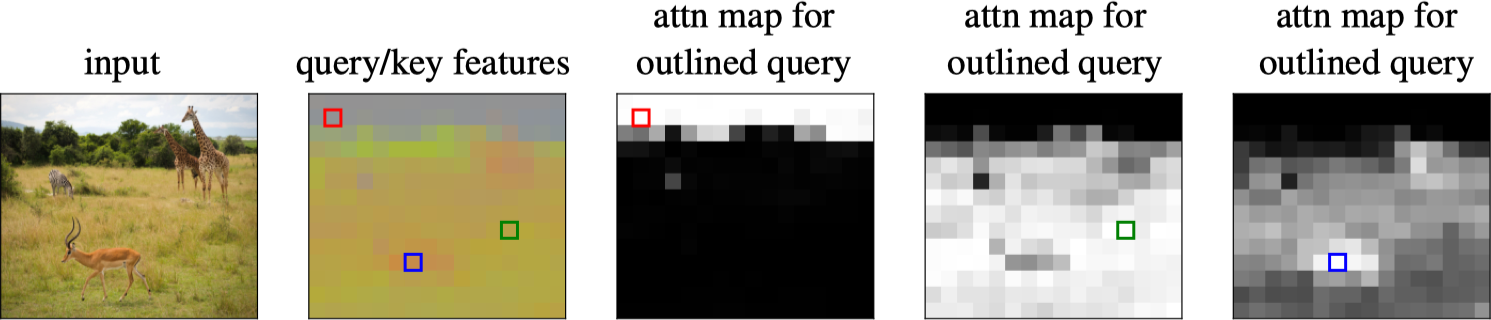 input
query/key features
attn map for
outlined query
attn map for
outlined query
attn map for
outlined query